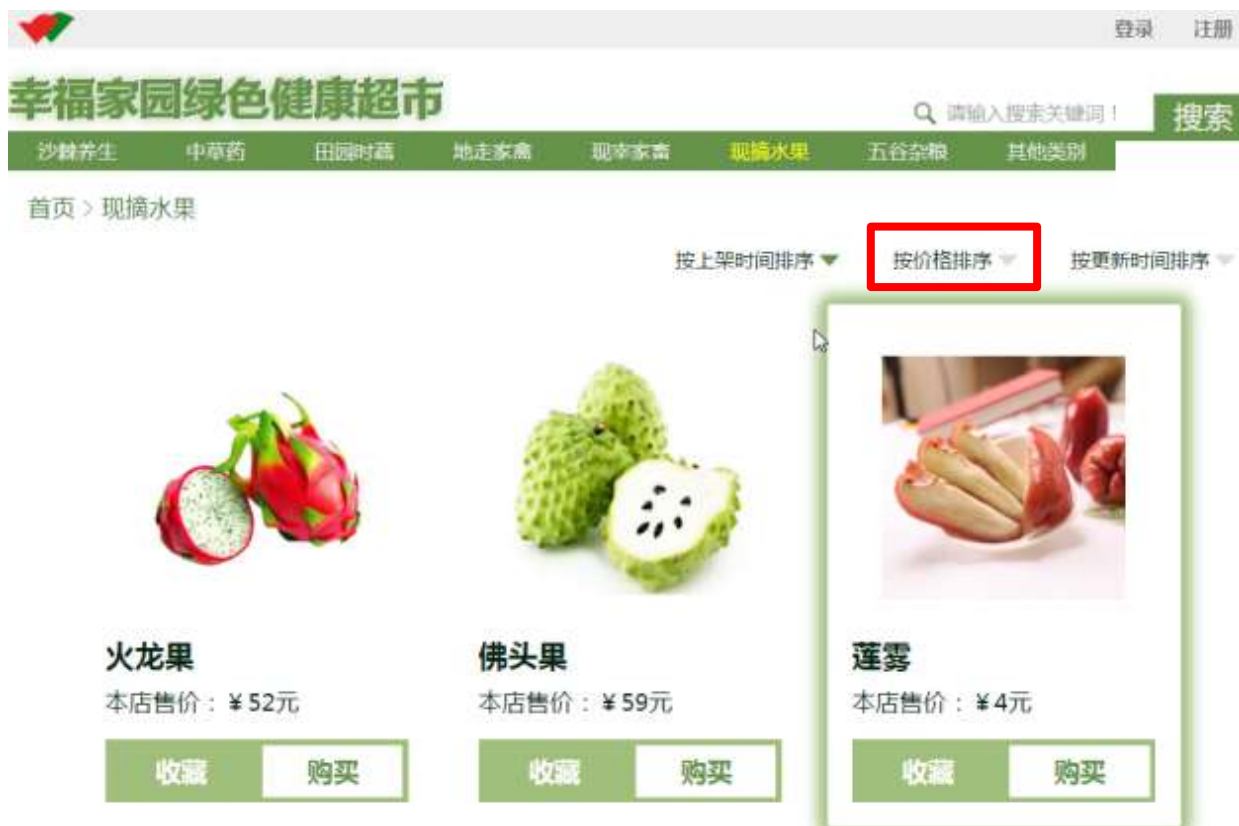 登录 注册
幸福家园绿色健康超市
请输入搜索关键词！ 搜索
沙棘养生 中草药 田园时蔬 地走家禽 现宰家畜 现摘水果 五谷杂粮 其他类别
首页 > 现摘水果
按上架时间排序 按价格排序 按更新时间排序
火龙果 佛头果 莲雾
本店售价：¥52元 本店售价：¥59元 本店售价：¥4元
收藏 购买 收藏 购买 收藏 购买